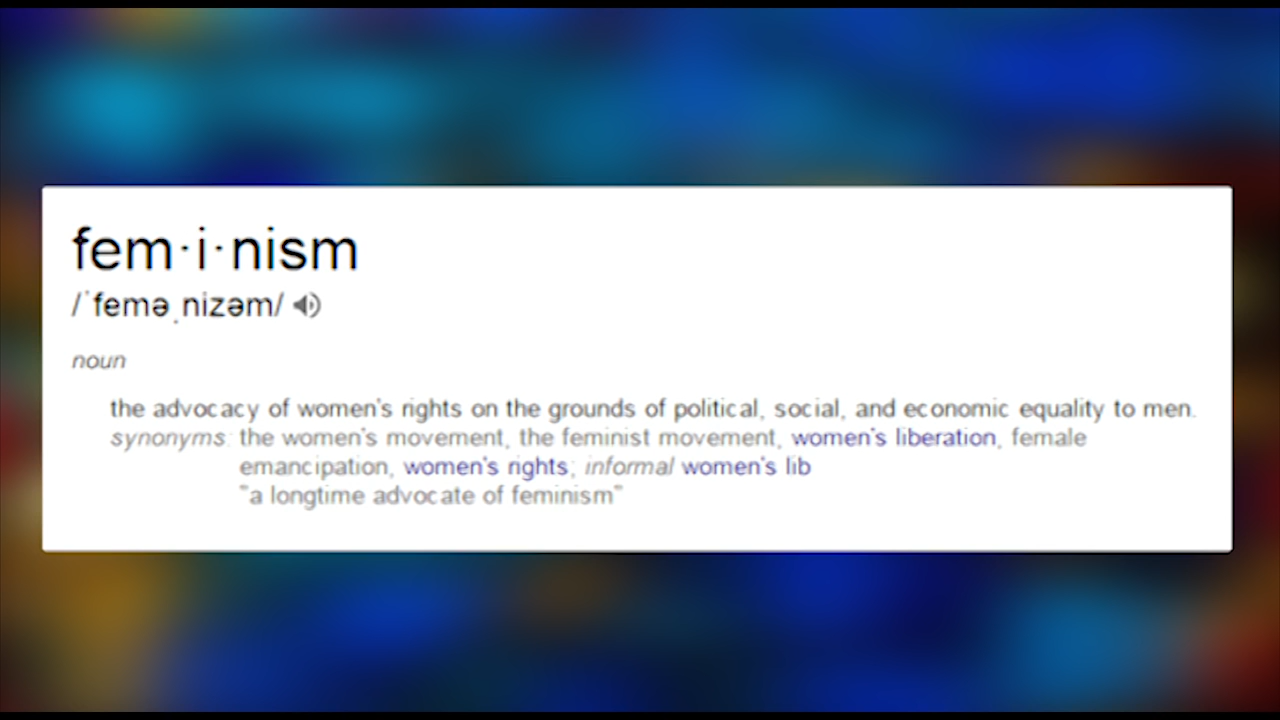 fem·i·nism
/ˈfeməˌnizəm/
noun
the advocacy of women's rights on the grounds of political, social, and economic equality to men.
synonyms: the women's movement, the feminist movement, women's liberation, female
emancipation, women's rights; informal women's lib
"a longtime advocate of feminism"